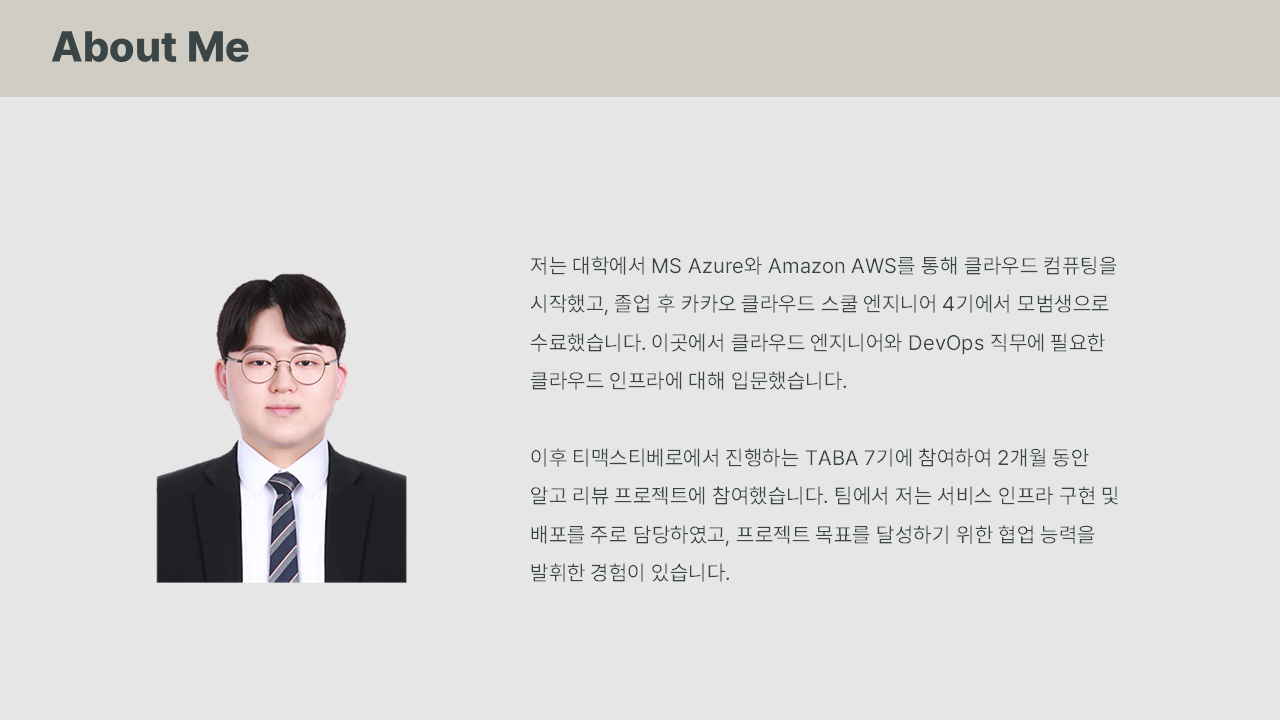 About Me
저는 대학에서 MS Azure와 Amazon AWS를 통해 클라우드 컴퓨팅을
시작했고, 졸업 후 카카오 클라우드 스쿨 엔지니어 4기에서 모범생으로
수료했습니다. 이곳에서 클라우드 엔지니어와 DevOps 직무에 필요한
클라우드 인프라에 대해 입문했습니다.
이후 티맥스티베로에서 진행하는 TABA 7기에 참여하여 2개월 동안
알고 리뷰 프로젝트에 참여했습니다. 팀에서 저는 서비스 인프라 구현 및
배포를 주로 담당하였고, 프로젝트 목표를 달성하기 위한 협업 능력을
발휘한 경험이 있습니다.